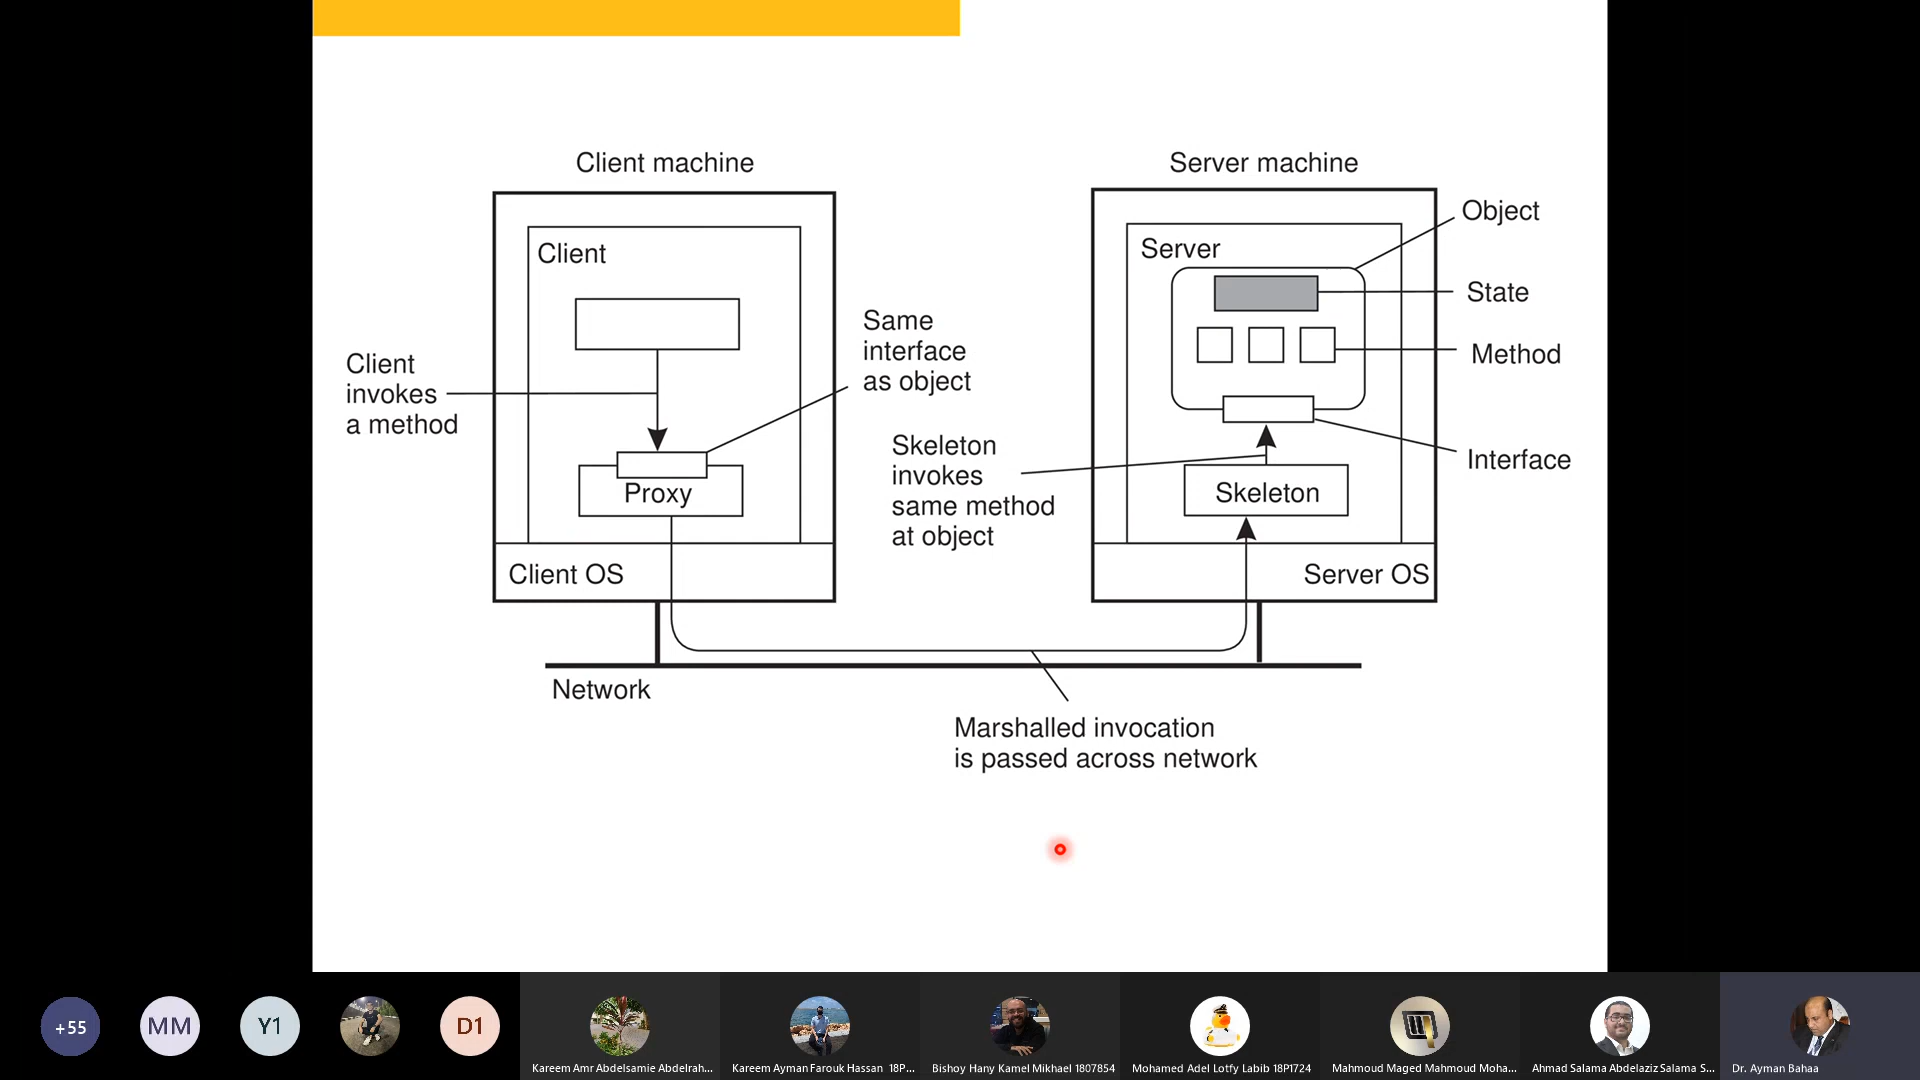 Client machine
Server machine
Object
Client
Server
State
Same
interface
as object
Method
Client
invokes
a method
Skeleton
invokes
same method
at object
Interface
Proxy
Skeleton
Client OS
Server OS
Network
Marshalled invocation
is passed across network
+55
MM
Y1
D1
Kareem Amr Abdelsamie Abdelrah...
Kareem Ayman Farouk Hassan 18P...
Bishoy Hany Kamel Mikhael 1807854
Mohamed Adel Lotfy Labib 18P1724
Mahmoud Maged Mahmoud Moha...
Ahmad Salama Abdelaziz Salama S...
Dr. Ayman Bahaa